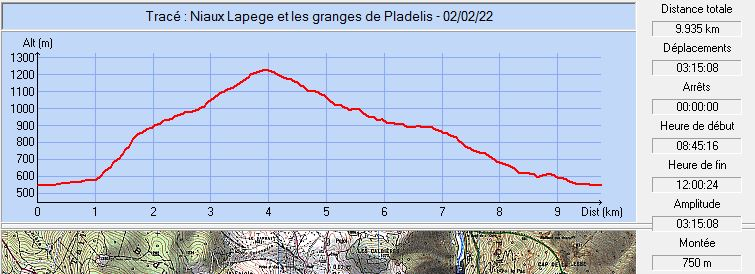 Tracé : Niaux Lapege et les granges de Pladelis - 02/02/22
Alt (m)
1300
1200
1100
1000
900
800
700
600
500
0 1 2 3 4 5 6 7 8 9 Dist (km)
Distance totale
9.935 km
Déplacements
03:15:08
Arrêts
00:00:00
Heure de début
08:45:16
Heure de fin
12:00:24
Amplitude
03:15:08
Montée
750 m